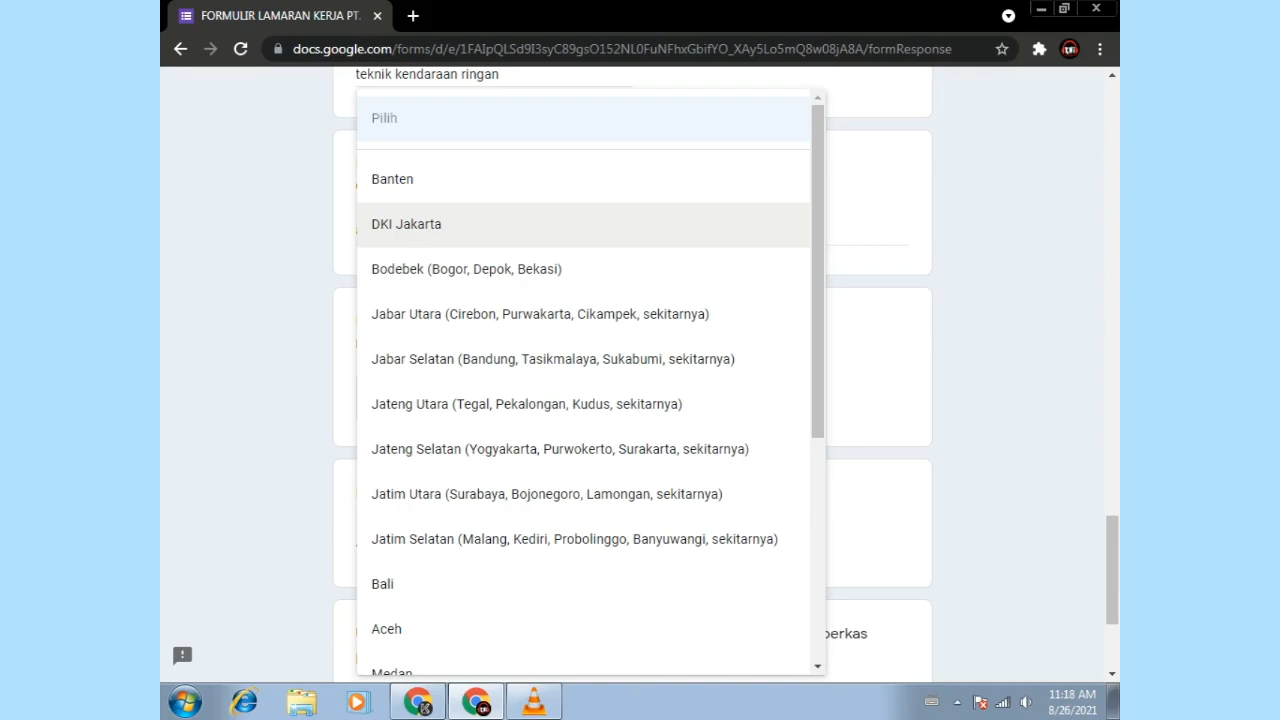 FORMULIR LAMARAN KERJA PT.
docs.google.com/forms/d/e/1FAIpQLSd9I3syC89gsO152NL0FuNFhxGbifYO_XAy5Lo5mQ8w08jA8A/formResponse
teknik kendaraan ringan
Pilih
Banten
DKI Jakarta
Bodebek (Bogor, Depok, Bekasi)
Jabar Utara (Cirebon, Purwakarta, Cikampek, sekitarnya)
Jabar Selatan (Bandung, Tasikmalaya, Sukabumi, sekitarnya)
Jateng Utara (Tegal, Pekalongan, Kudus, sekitarnya)
Jateng Selatan (Yogyakarta, Purwokerto, Surakarta, sekitarnya)
Jatim Utara (Surabaya, Bojonegoro, Lamongan, sekitarnya)
Jatim Selatan (Malang, Kediri, Probolinggo, Banyuwangi, sekitarnya)
Bali
Aceh
berkas
Medan
11:18 AM
8/26/2021